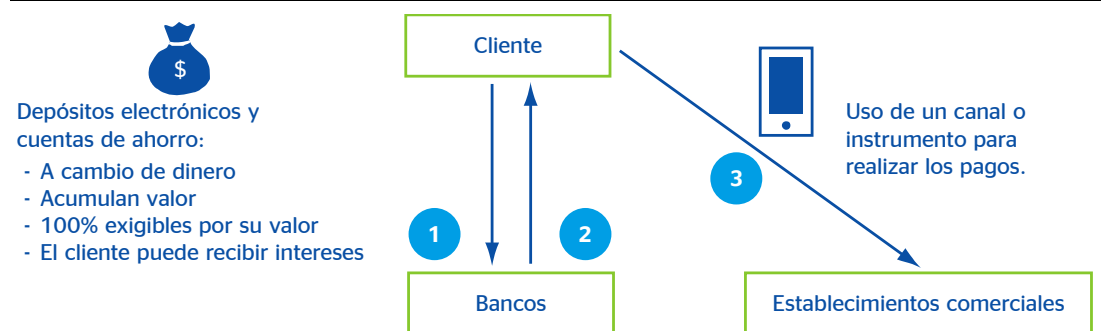 $
Depósitos electrónicos y
cuentas de ahorro:
- A cambio de dinero
- Acumulan valor
- 100% exigibles por su valor
- El cliente puede recibir intereses
Cliente
1
2
3
Uso de un canal o
instrumento para
realizar los pagos.
Bancos
Establecimientos comerciales